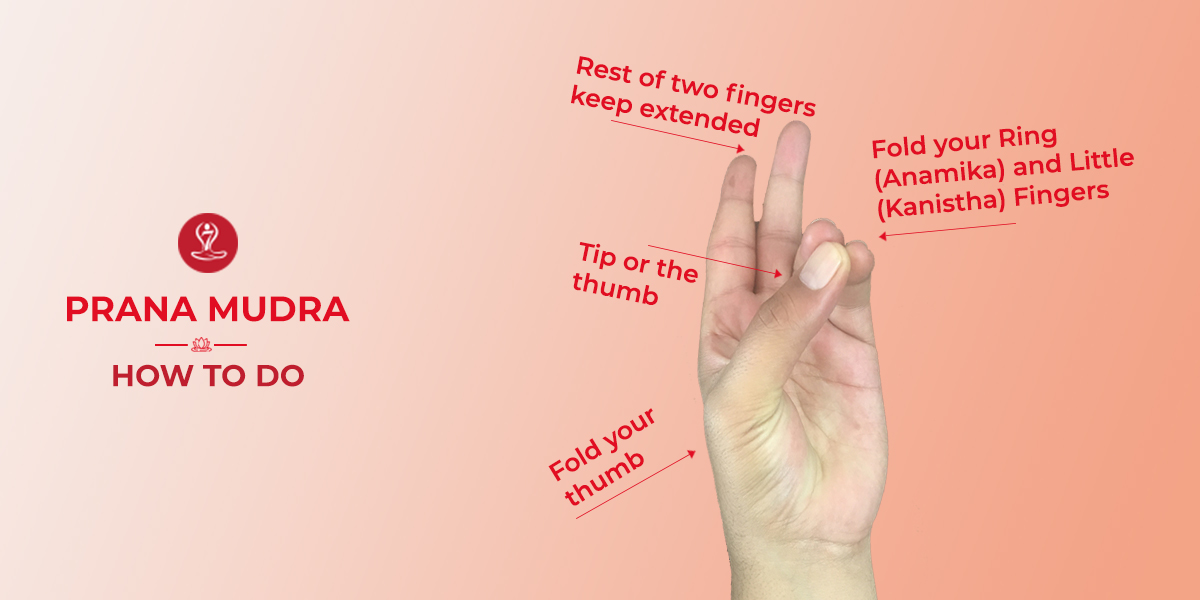 PRANA MUDRA
HOW TO DO
Rest of two fingers
keep extended
Fold your Ring
(Anamika) and Little
(Kanistha) Fingers
Tip or the
thumb
Fold your
thumb